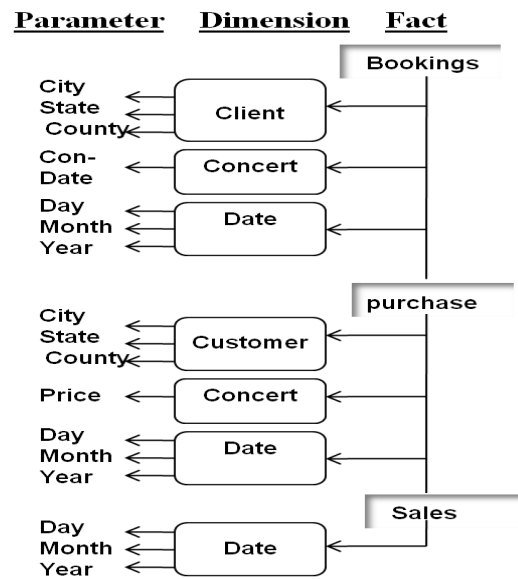 Parameter Dimension Fact
Bookings
City
State
County
Client
Con-
Date
Concert
Day
Month
Year
Date
purchase
City
State
County
Customer
Price
Concert
Day
Month
Year
Date
Sales
Day
Month
Year
Date